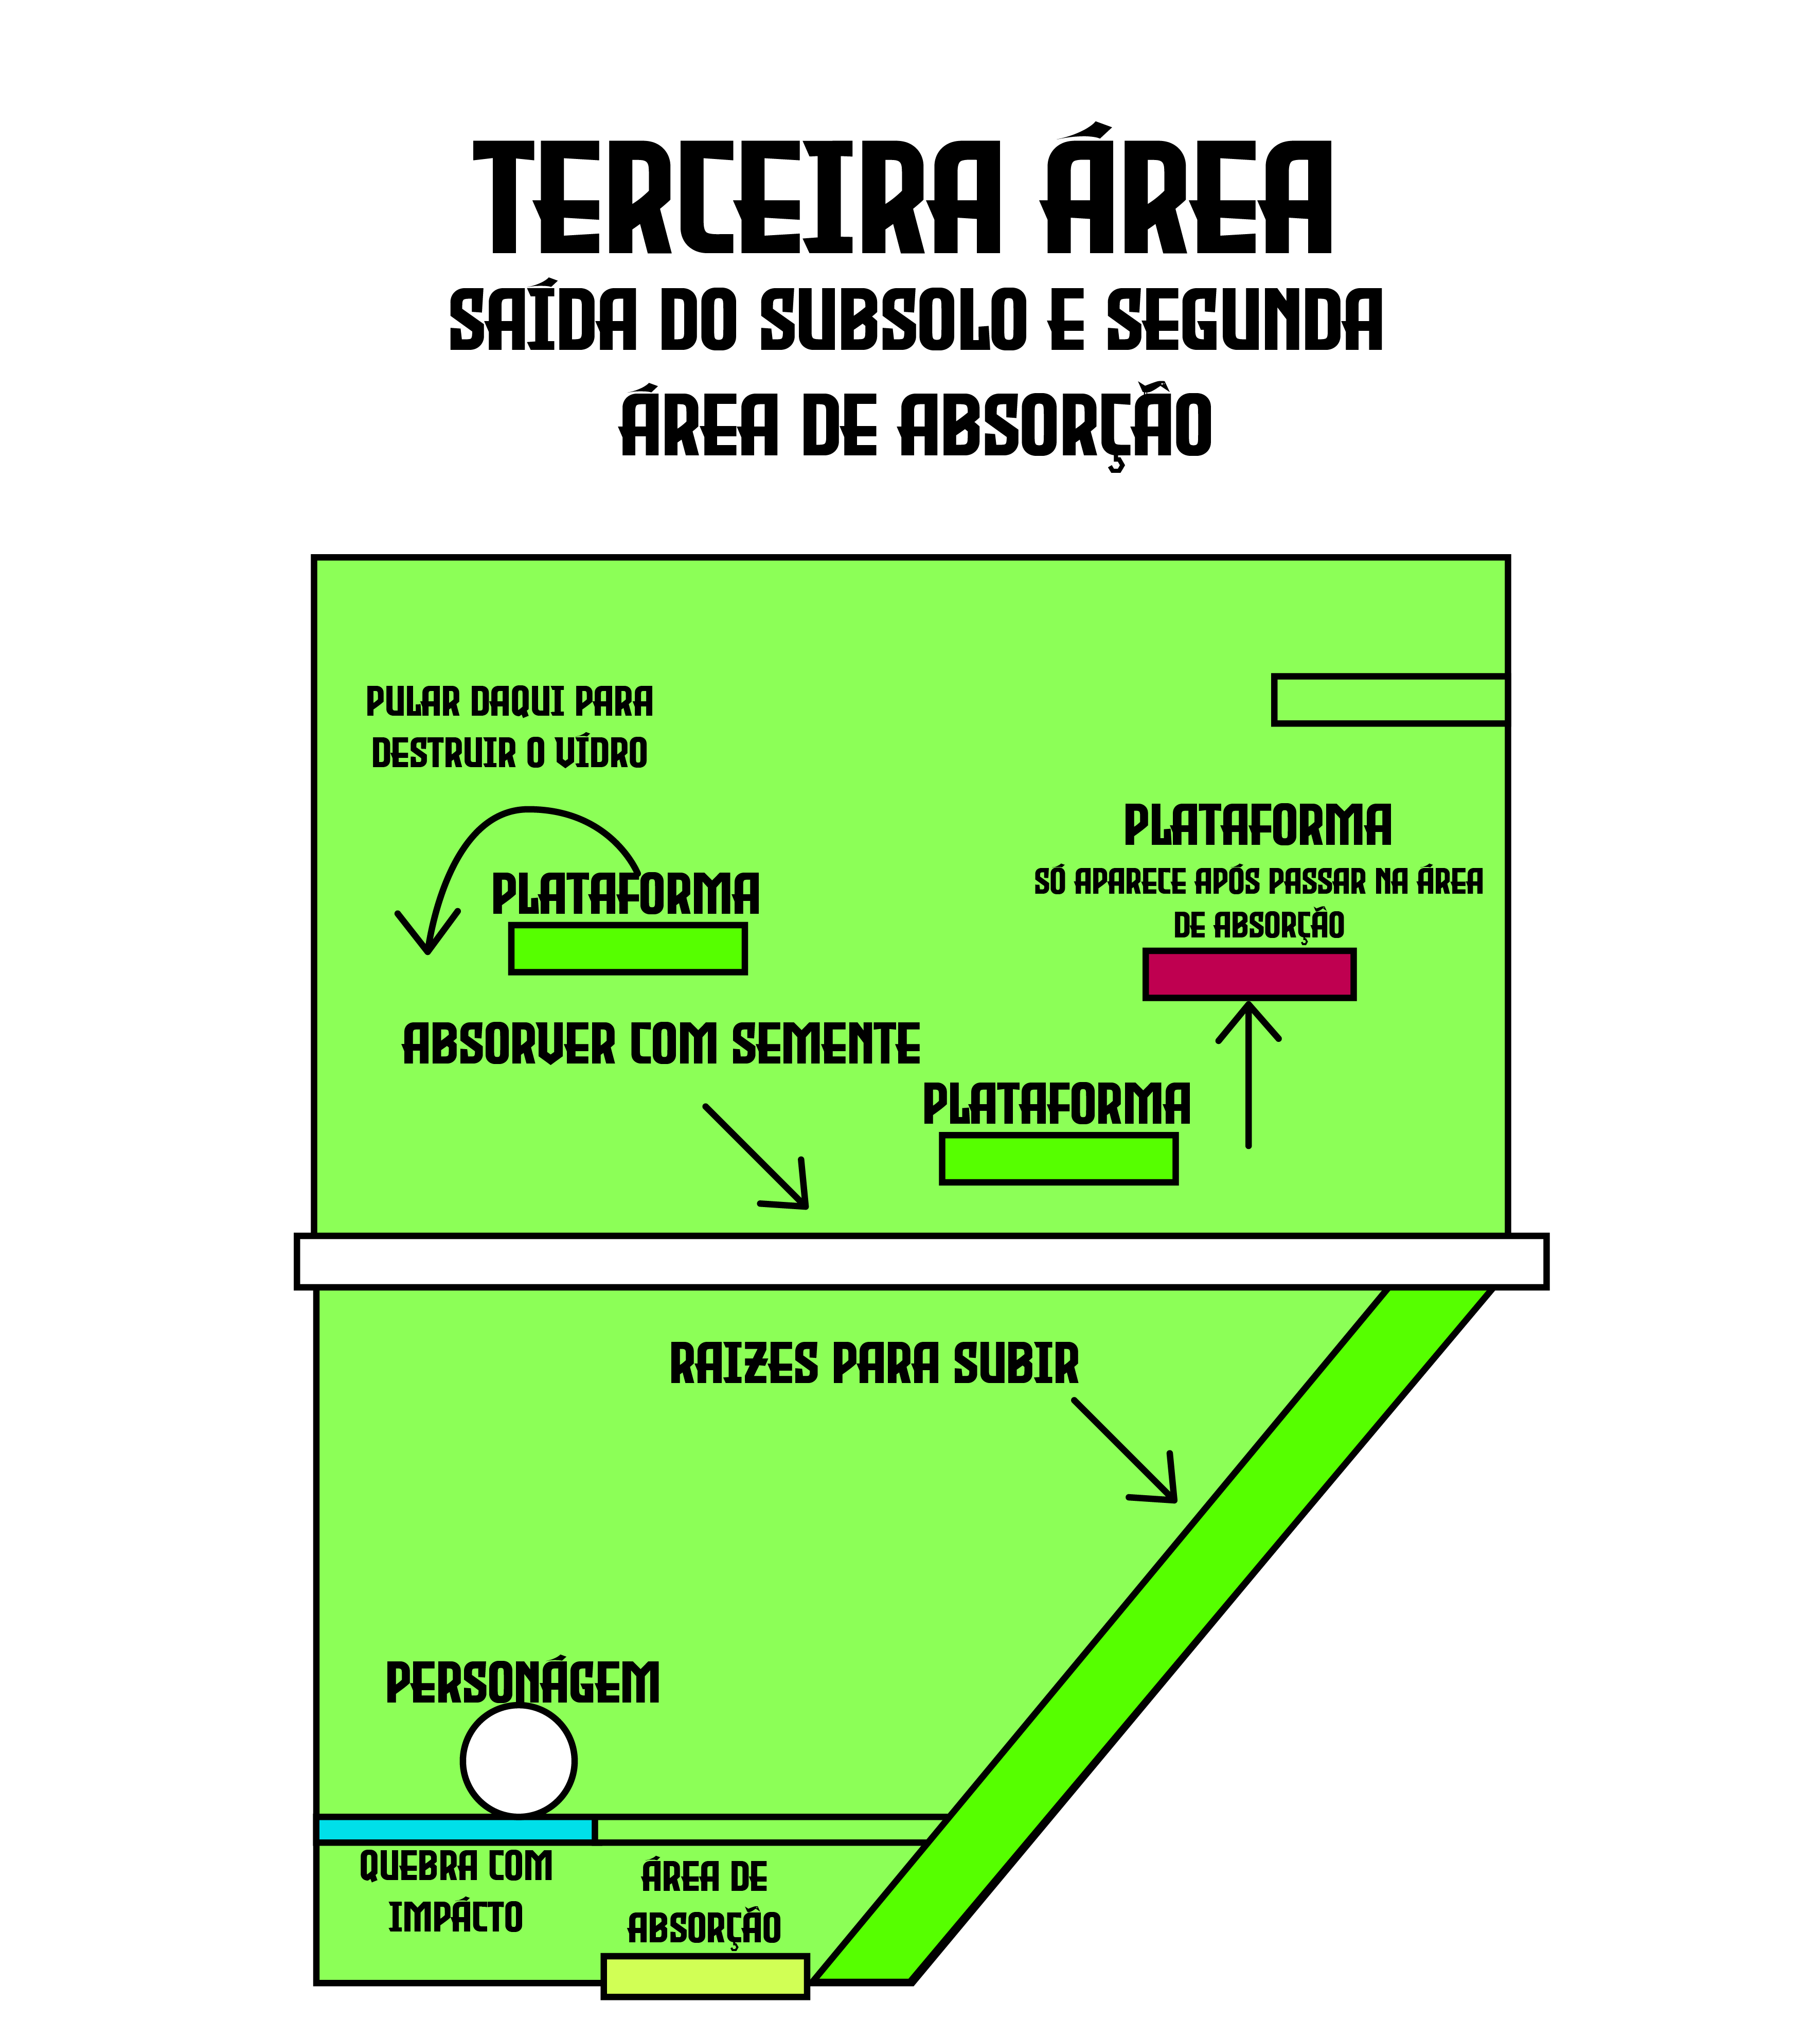 TERCEIRA ÁREA
SAÍDA DO SUBSOLO E SEGUNDA
ÁREA DE ABSORÇÃO
PULAR DAQUI PARA
DESTRUIR O VÍDRO
PLATAFORMA
PLATAFORMA
SÓ APARECE APÓS PASSAR NA ÁREA
DE ABSORÇÃO
ABSORVER COM SEMENTE
PLATAFORMA
RAIZES PARA SUBIR
PERSONÁGEM
QUEBRA COM
IMPÁCTO
ÁREA DE
ABSORÇÃO